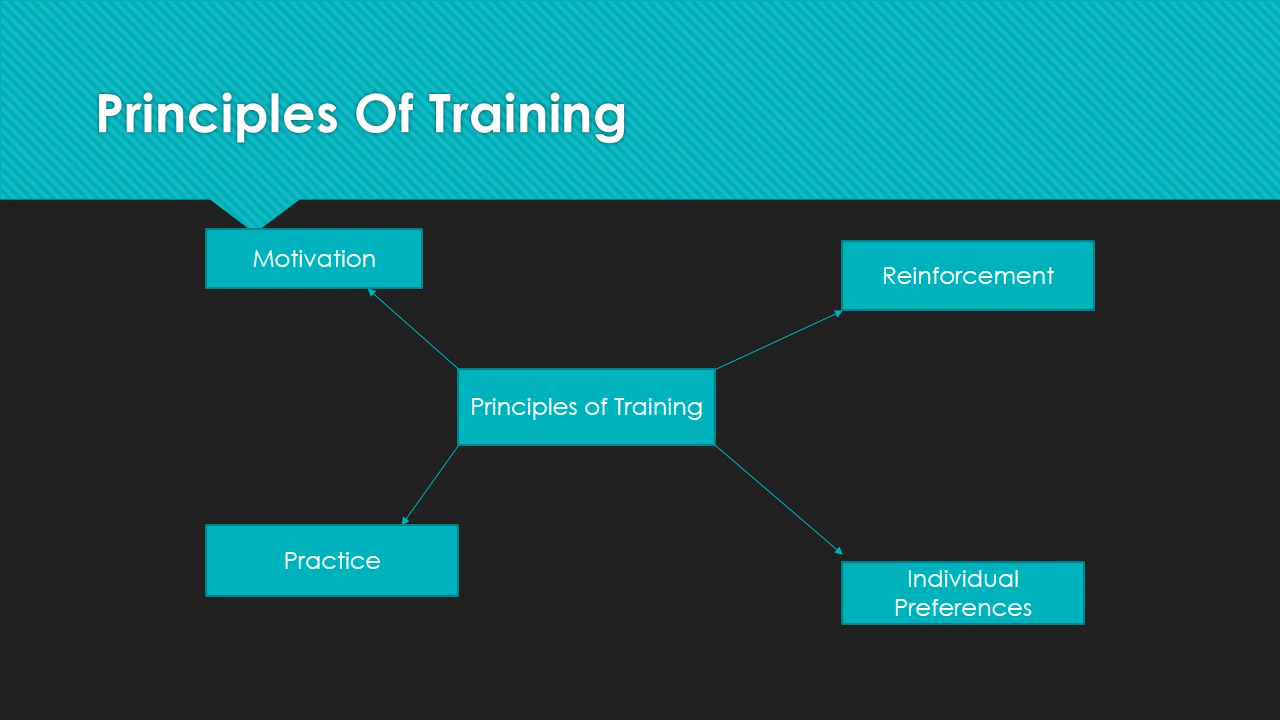 Principles Of Training
Motivation
Reinforcement
Principles of Training
Practice
Individual
Preferences